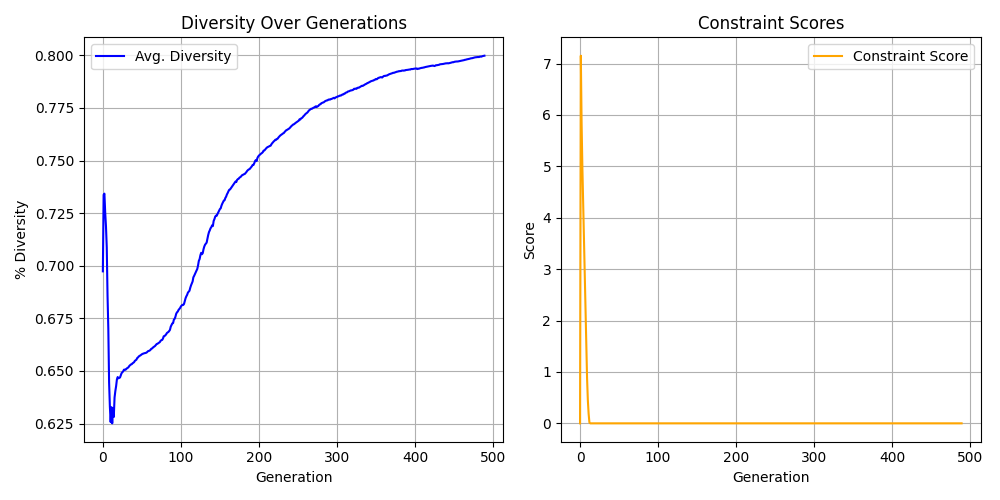 Diversity Over Generations
Avg. Diversity
% Diversity
0.800
0.775
0.750
0.725
0.700
0.675
0.650
0.625
0 100 200 300 400 500
Generation
Constraint Scores
Constraint Score
Score
7
6
5
4
3
2
1
0
0 100 200 300 400 500
Generation